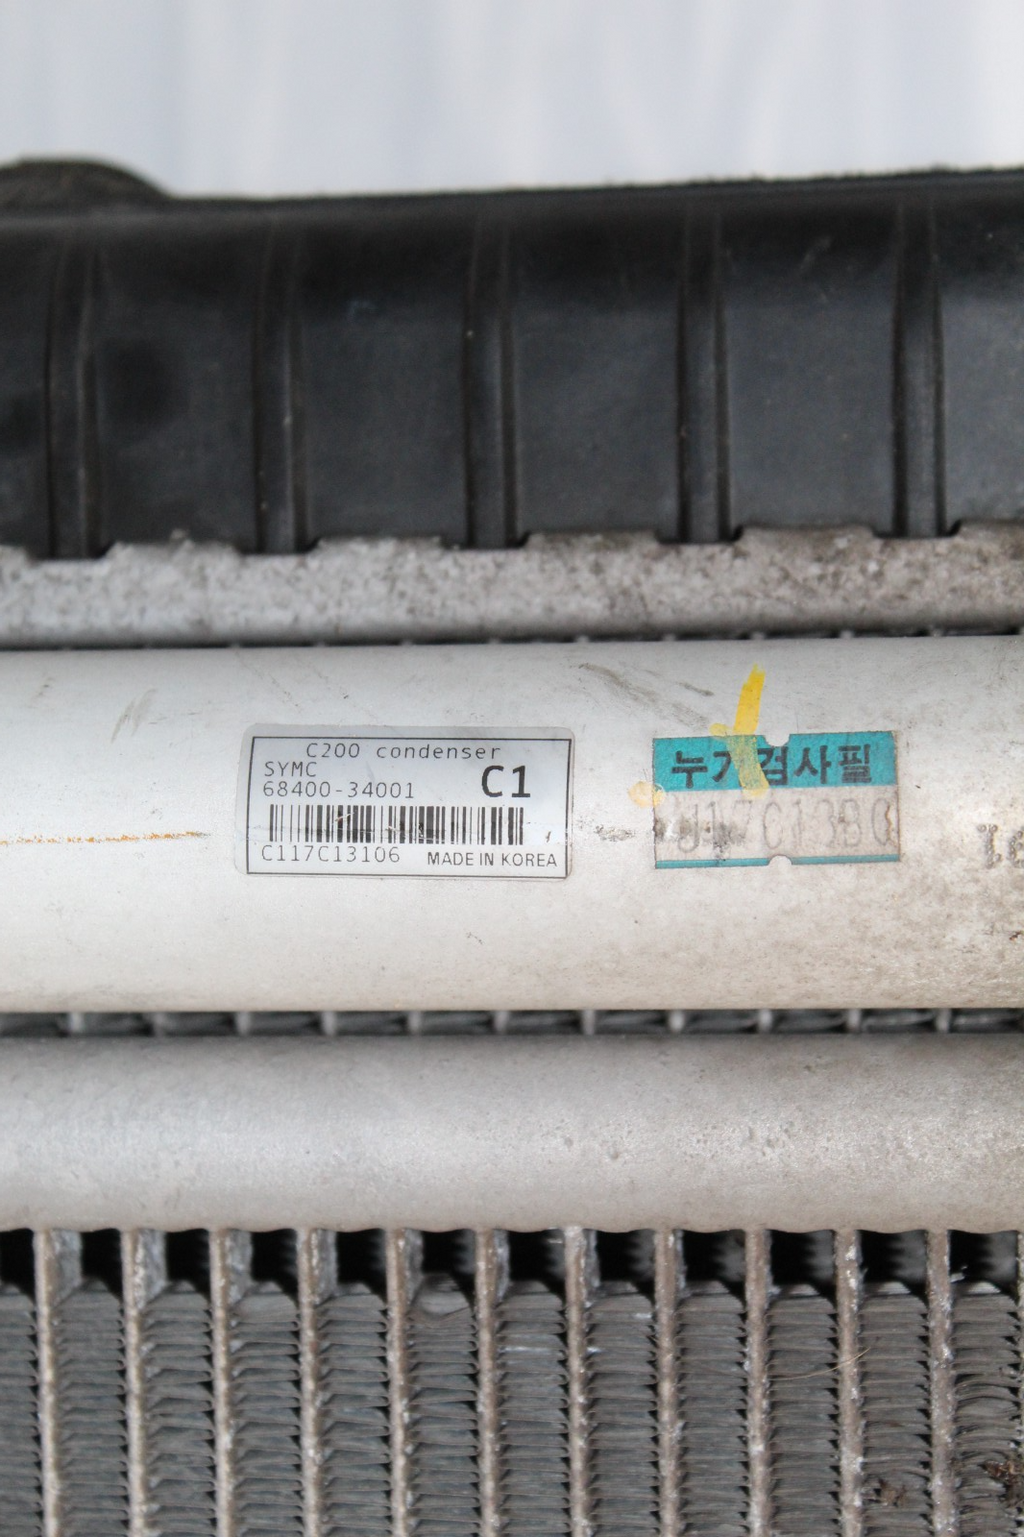 C200 condenser
SYMC
C1
68400-34001
C117C13106 MADE IN KOREA
누기검사필